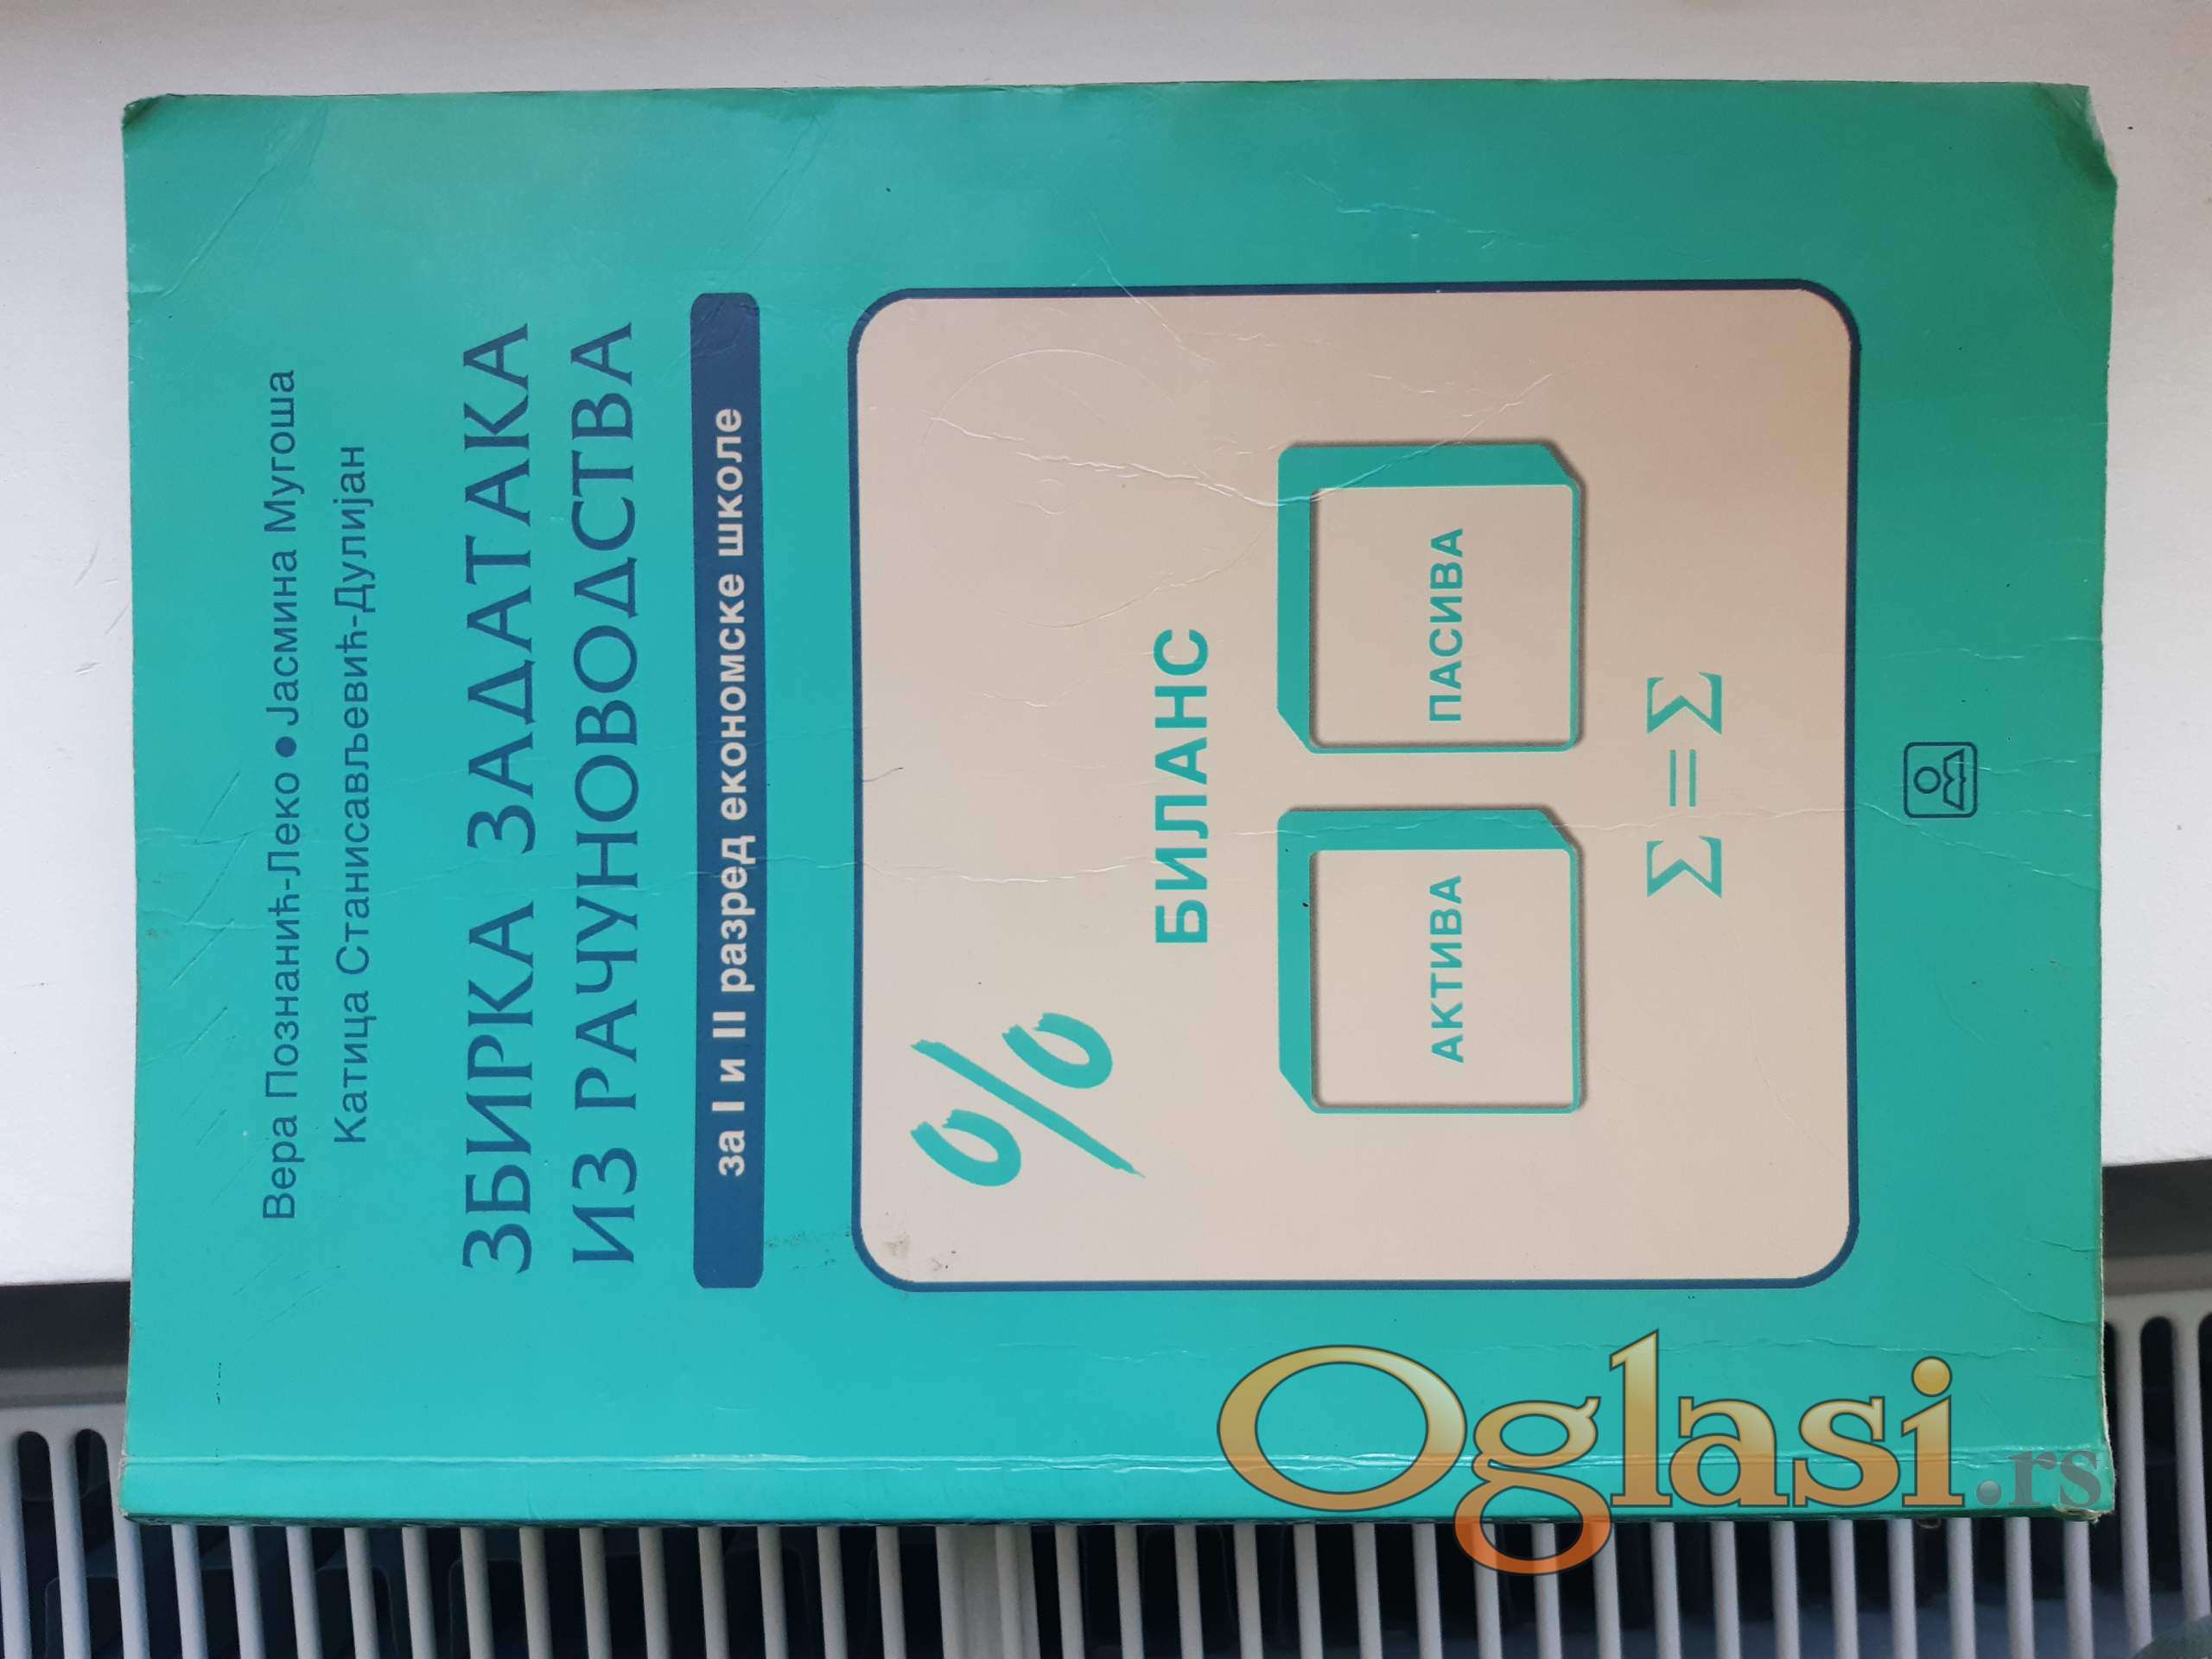 Вера Познанић-Леко • Јасмина Мугоша
Катица Станисављевић-Дулијан
ЗБИРКА ЗАДАТАКА
ИЗ РАЧУНОВОДСТВА
за I и II разред економске школе
%
БИЛАНС
АКТИВА ПАСИВА
Σ = Σ
Oglasi.rs